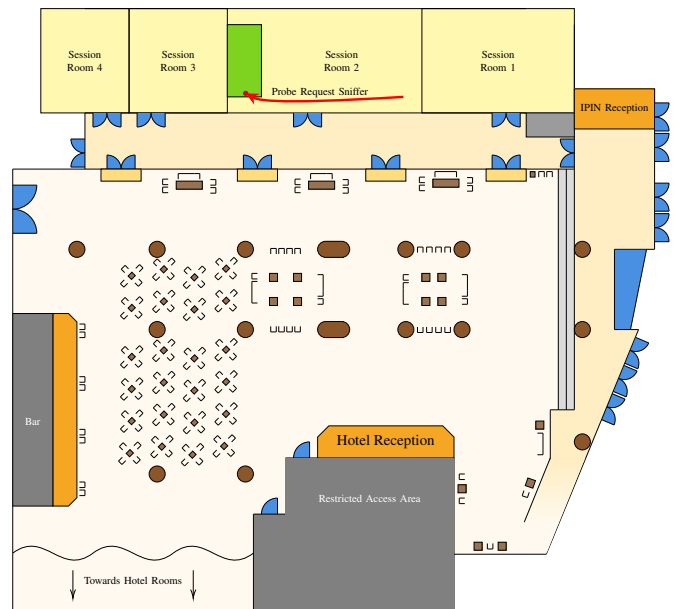 Session
Room 4
Session
Room 3
Session
Room 2
Session
Room 1
Probe Request Sniffer
IPIN Reception
Bar
Hotel Reception
Restricted Access Area
Towards Hotel Rooms